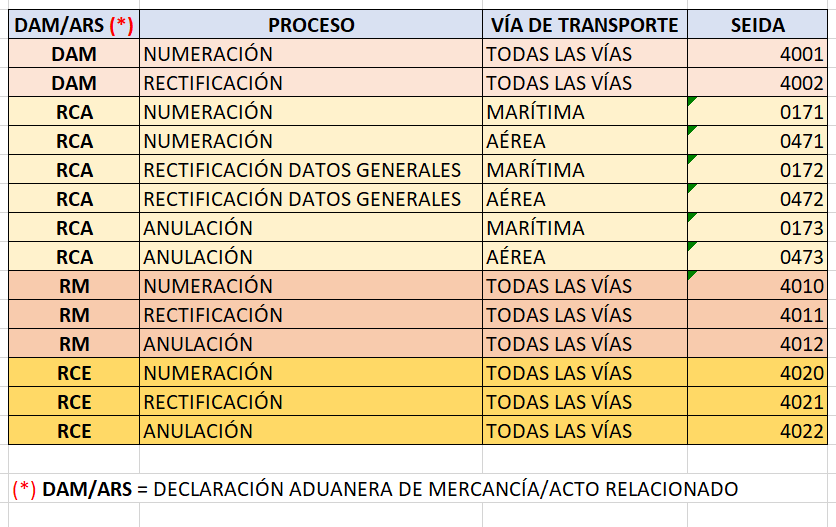 DAM/ARS (*) PROCESO VÍA DE TRANSPORTE SEIDA
DAM NUMERACIÓN TODAS LAS VÍAS 4001
DAM RECTIFICACIÓN TODAS LAS VÍAS 4002
RCA NUMERACIÓN MARÍTIMA 0171
RCA NUMERACIÓN AÉREA 0471
RCA RECTIFICACIÓN DATOS GENERALES MARÍTIMA 0172
RCA RECTIFICACIÓN DATOS GENERALES AÉREA 0472
RCA ANULACIÓN MARÍTIMA 0173
RCA ANULACIÓN AÉREA 0473
RM NUMERACIÓN TODAS LAS VÍAS 4010
RM RECTIFICACIÓN TODAS LAS VÍAS 4011
RM ANULACIÓN TODAS LAS VÍAS 4012
RCE NUMERACIÓN TODAS LAS VÍAS 4020
RCE RECTIFICACIÓN TODAS LAS VÍAS 4021
RCE ANULACIÓN TODAS LAS VÍAS 4022
(*) DAM/ARS = DECLARACIÓN ADUANERA DE MERCANCÍA/ACTO RELACIONADO